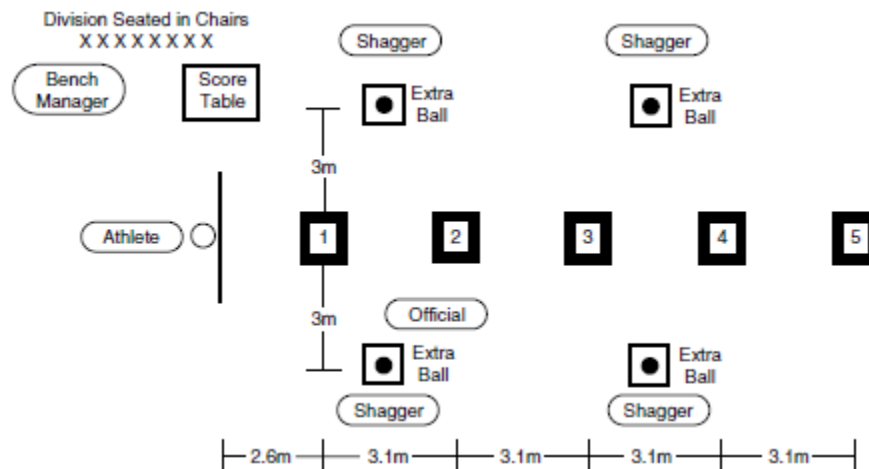 Division Seated in Chairs
X X X X X X X X
Bench
Manager
Score
Table
Shagger
Shagger
Extra
Ball
Extra
Ball
3m
Athlete
1
2
3
4
5
3m
Official
Extra
Ball
Extra
Ball
Shagger
Shagger
2.6m
3.1m
3.1m
3.1m
3.1m